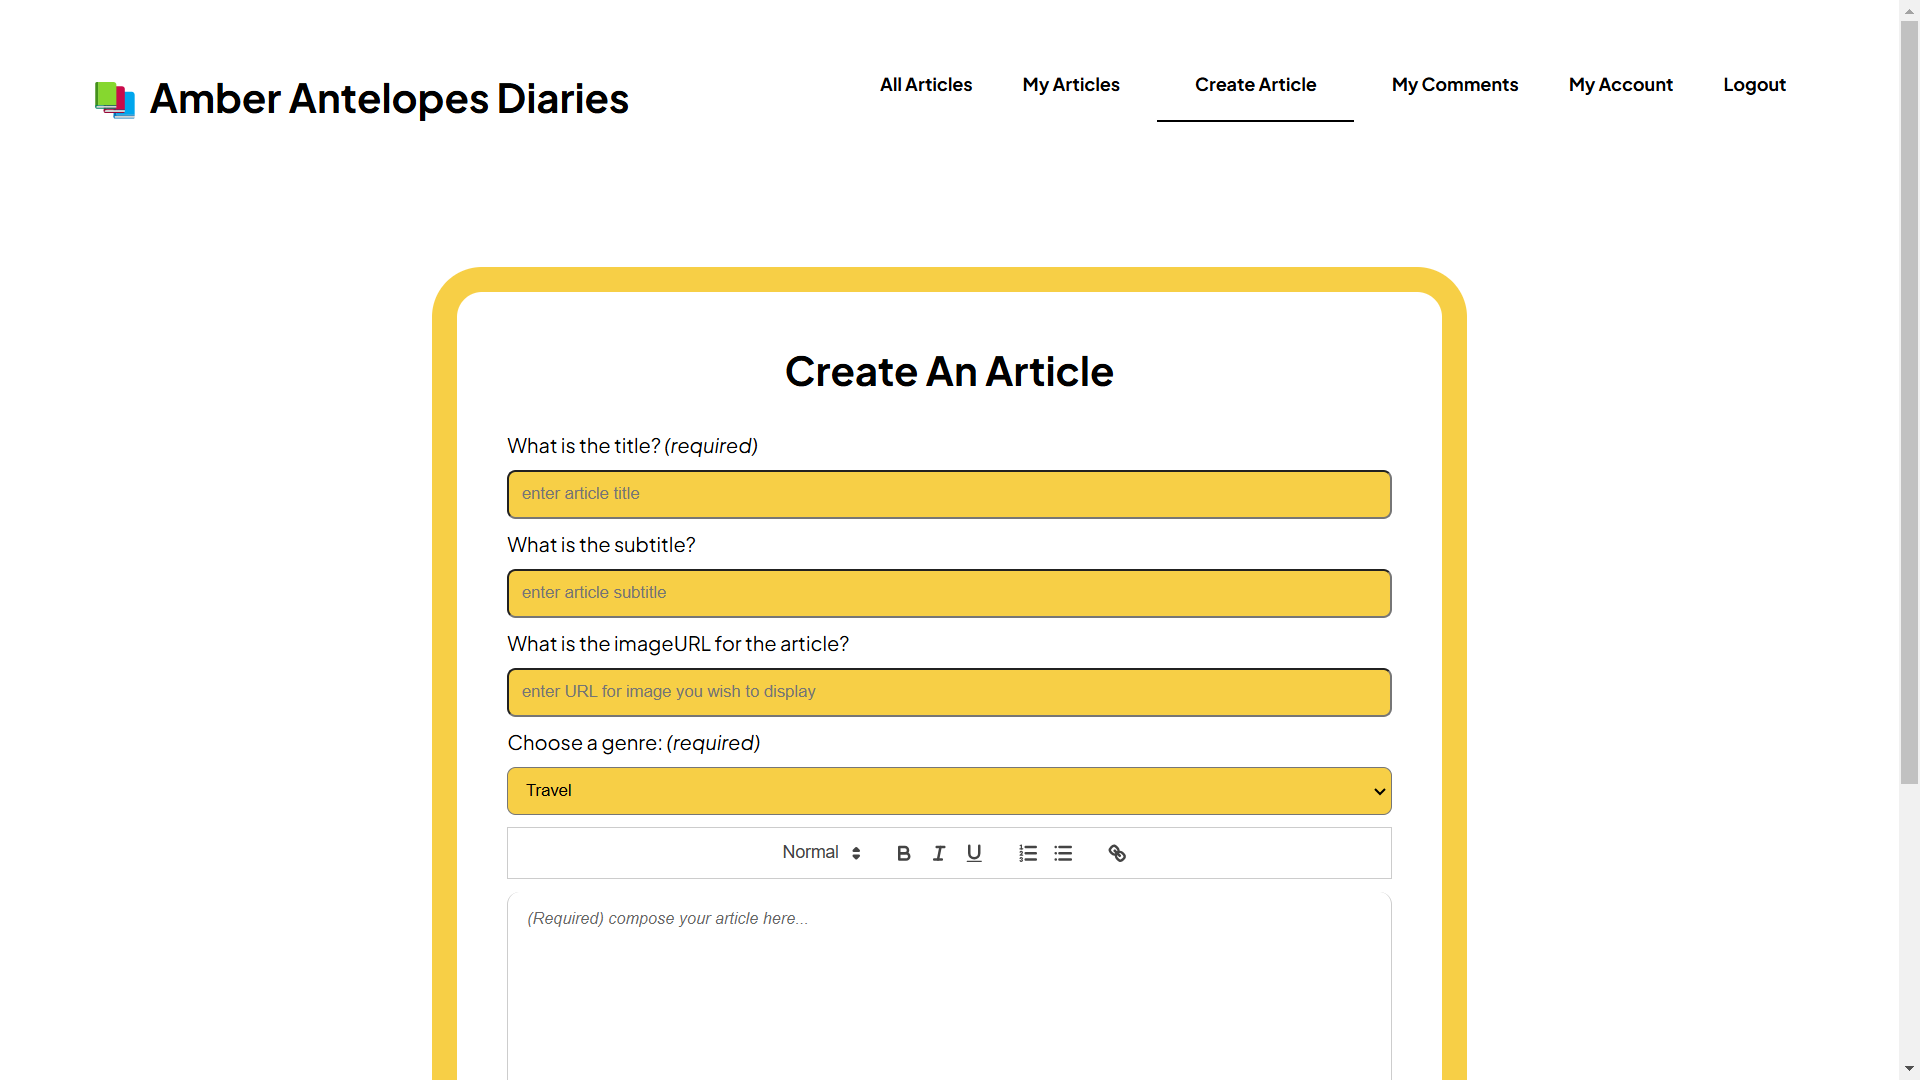 Amber Antelopes Diaries
All Articles
My Articles
Create Article
My Comments
My Account
Logout
Create An Article
What is the title? (required)
enter article title
What is the subtitle?
enter article subtitle
What is the imageURL for the article?
enter URL for image you wish to display
Choose a genre: (required)
Travel
Normal
(Required) compose your article here...